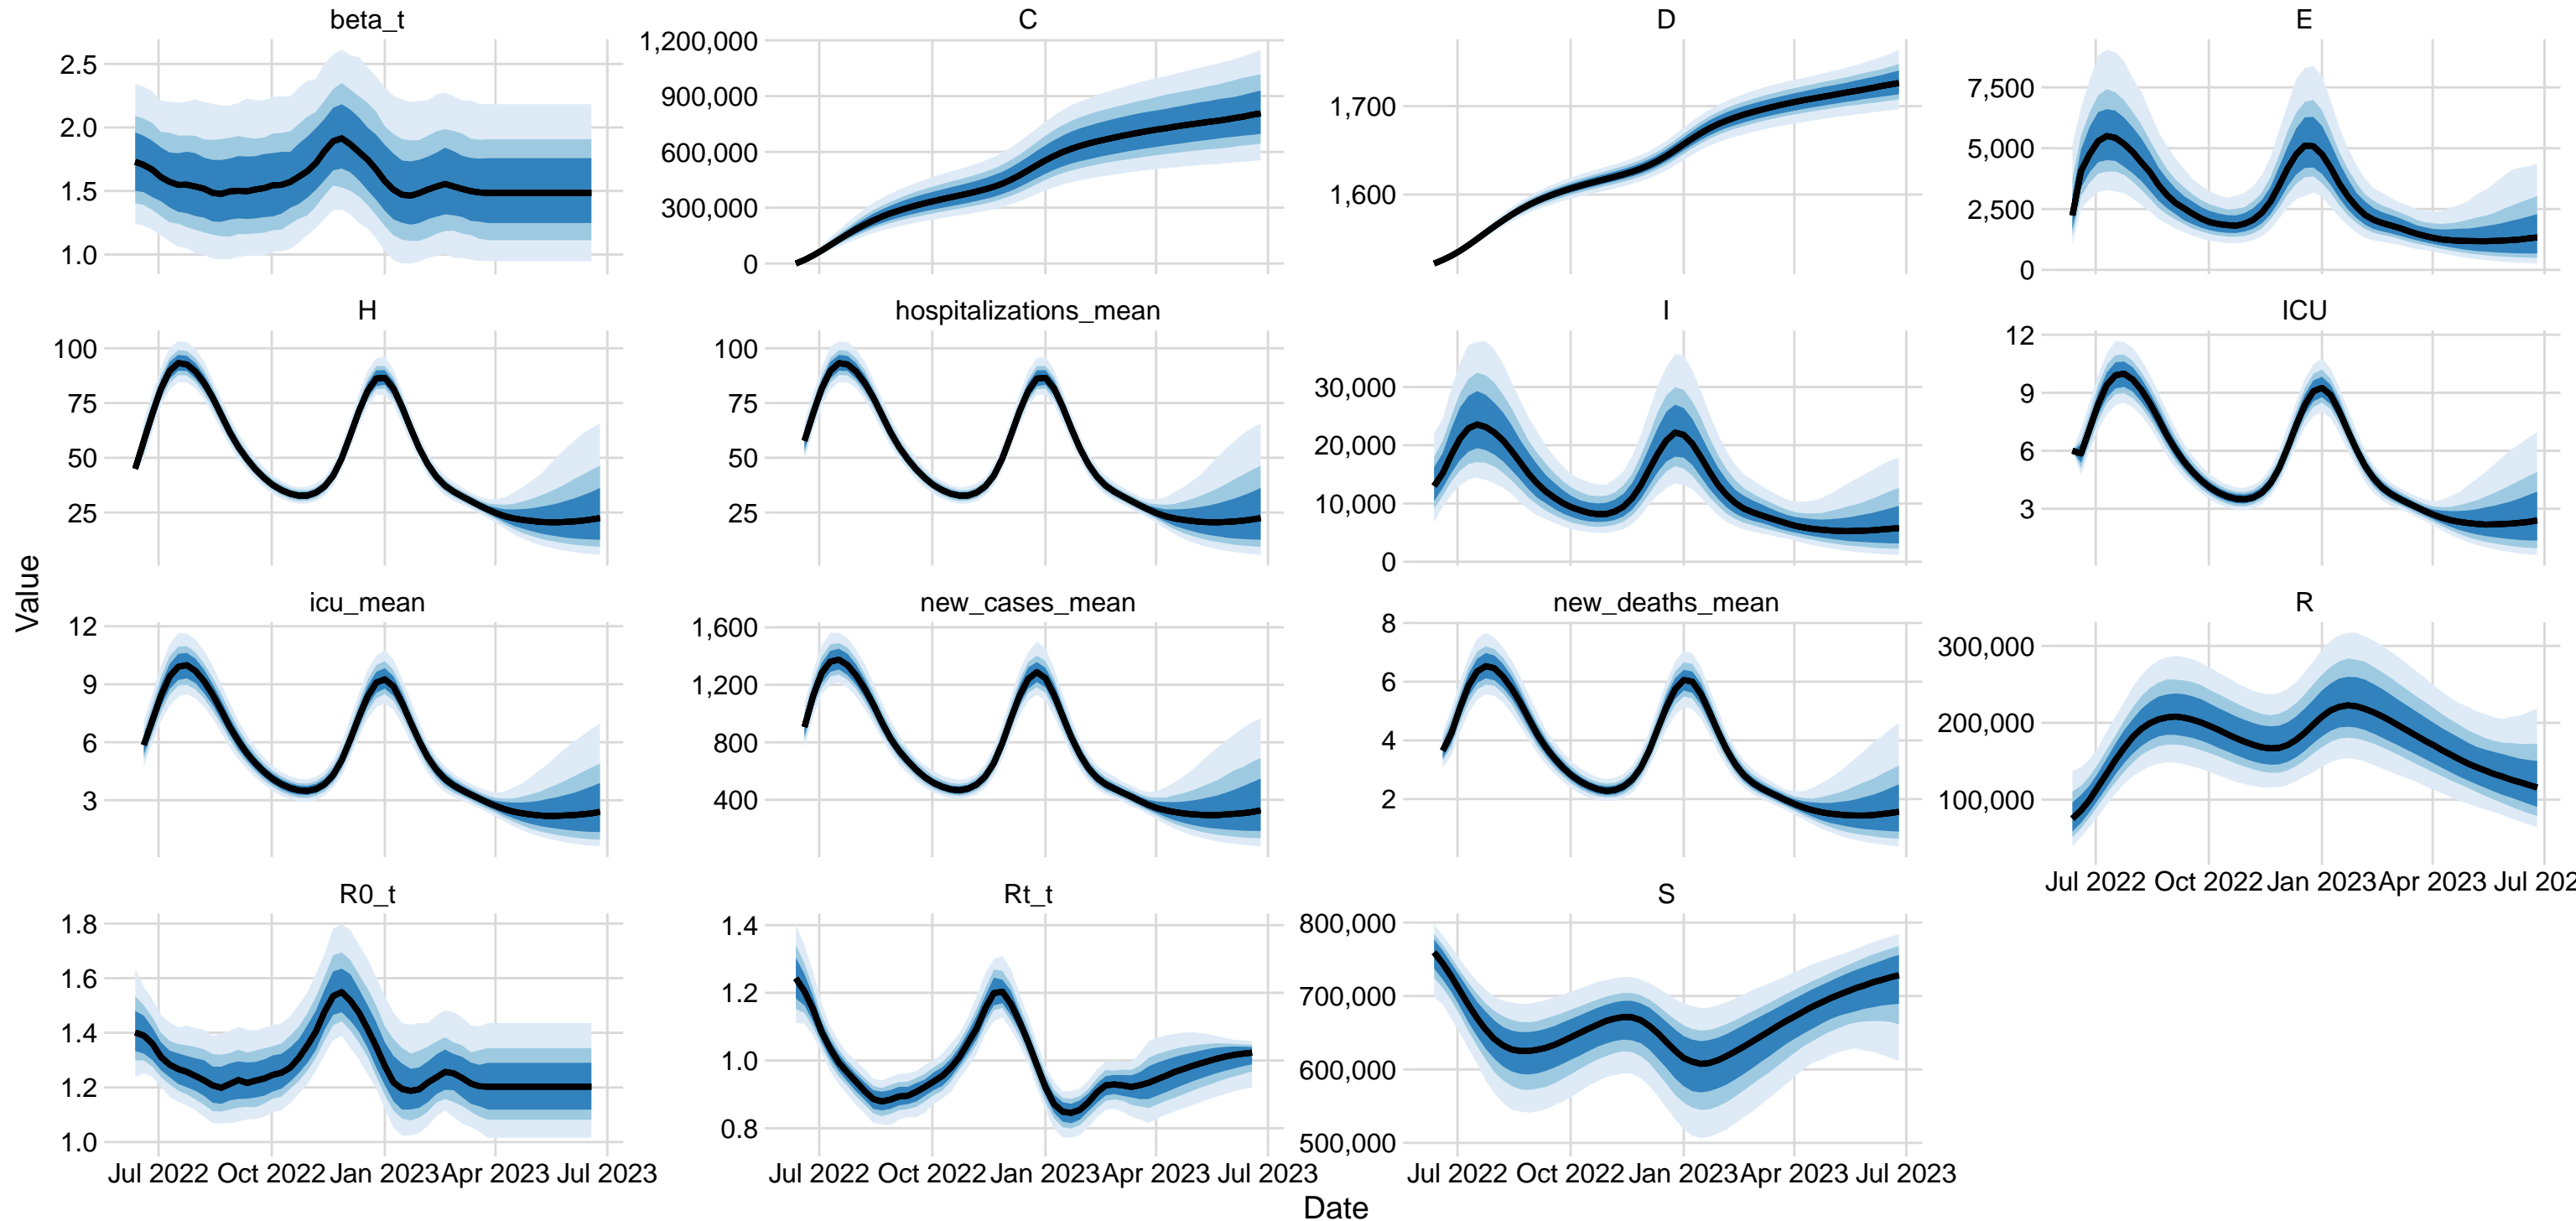 beta_t
C
D
E
2.5
2.0
1.5
1.0
1,200,000
900,000
600,000
300,000
0
1,700
1,600
7,500
5,000
2,500
0
H
hospitalizations_mean
I
ICU
100
75
50
25
100
75
50
25
30,000
20,000
10,000
0
12
9
6
3
Value
icu_mean
new_cases_mean
new_deaths_mean
R
12
9
6
3
1,600
1,200
800
400
8
6
4
2
300,000
200,000
100,000
Jul 2022 Oct 2022 Jan 2023 Apr 2023 Jul 202
R0_t
Rt_t
S
1.8
1.6
1.4
1.2
1.0
1.4
1.2
1.0
0.8
800,000
700,000
600,000
500,000
Jul 2022 Oct 2022 Jan 2023 Apr 2023 Jul 2023
Jul 2022 Oct 2022 Jan 2023 Apr 2023 Jul 2023
Jul 2022 Oct 2022 Jan 2023 Apr 2023 Jul 2023
Date